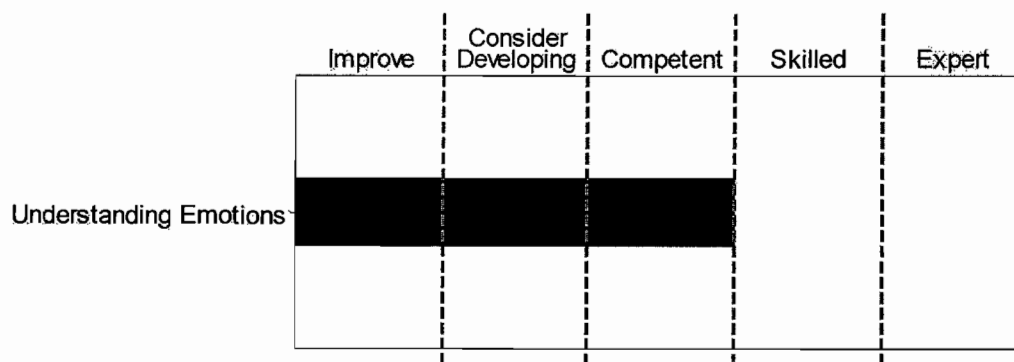 Improve
Consider
Developing
Competent
Skilled
Expert
Understanding Emotions